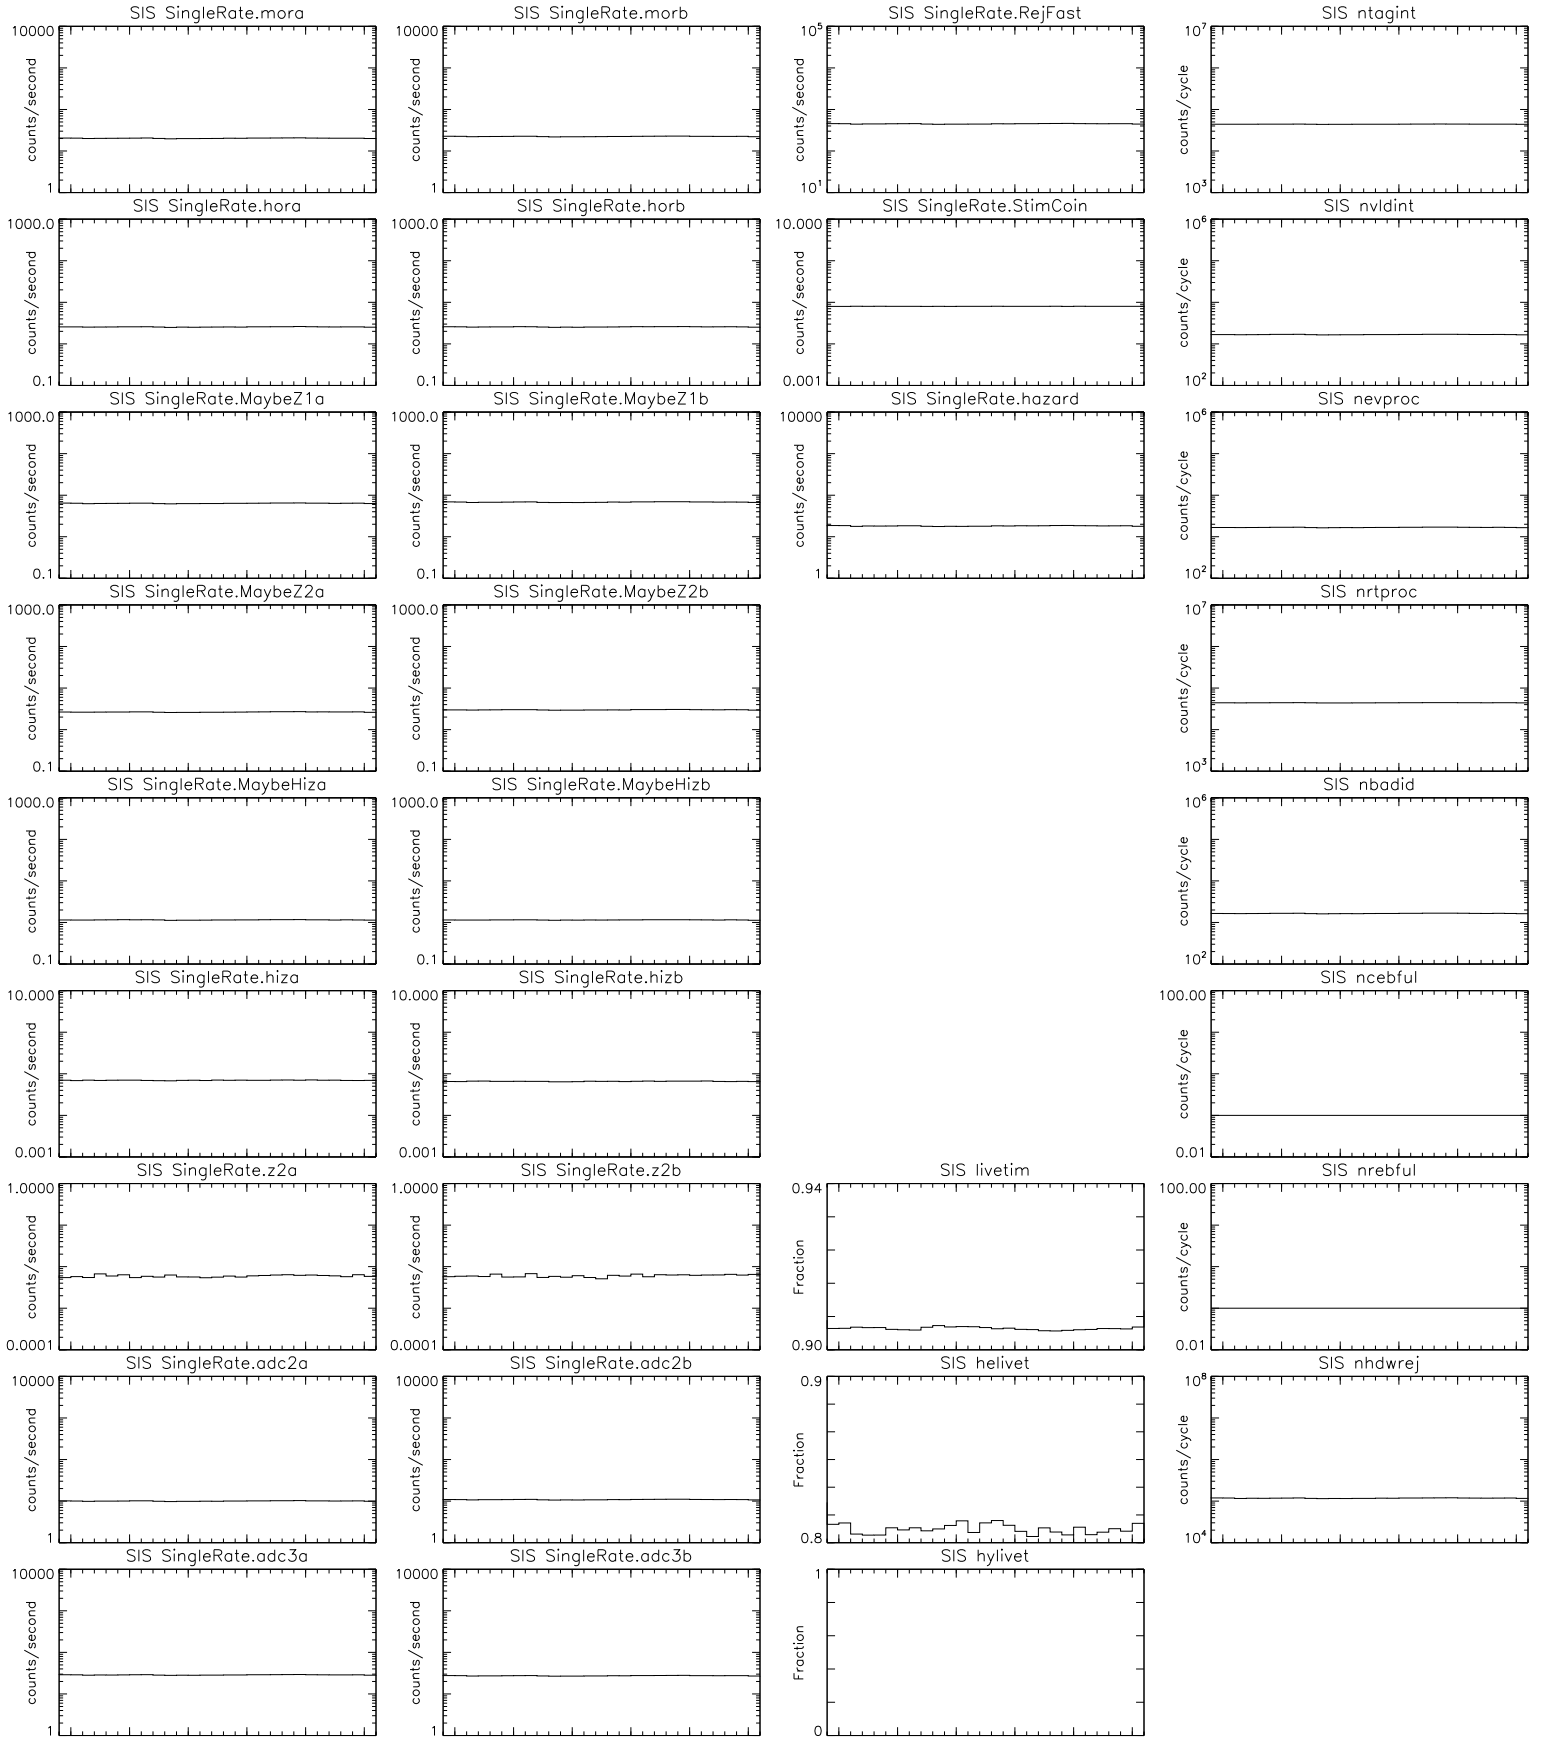 SIS SingleRate.mora
10000
counts/second
1
SIS SingleRate.morb
10000
counts/second
1
SIS SingleRate.RejFast
10^5
counts/second
10^1
SIS ntagint
10^7
counts/cycle
10^3
SIS SingleRate.hora
1000.0
counts/second
0.1
SIS SingleRate.horb
1000.0
counts/second
0.1
SIS SingleRate.StimCoin
10.000
counts/second
0.001
SIS nvldint
10^6
counts/cycle
10^2
SIS SingleRate.MaybeZ1a
1000.0
counts/second
0.1
SIS SingleRate.MaybeZ1b
1000.0
counts/second
0.1
SIS SingleRate.hazard
10000
counts/second
1
SIS nevproc
10^6
counts/cycle
10^2
SIS SingleRate.MaybeZ2a
1000.0
counts/second
0.1
SIS SingleRate.MaybeZ2b
1000.0
counts/second
0.1
SIS nrtproc
10^7
counts/cycle
10^3
SIS SingleRate.MaybeHiza
1000.0
counts/second
0.1
SIS SingleRate.MaybeHizb
1000.0
counts/second
0.1
SIS nbadid
10^6
counts/cycle
10^2
SIS SingleRate.hiza
10.000
counts/second
0.001
SIS SingleRate.hizb
10.000
counts/second
0.001
SIS ncebful
100.00
counts/cycle
0.01
SIS SingleRate.z2a
1.0000
counts/second
0.0001
SIS SingleRate.z2b
1.0000
counts/second
0.0001
SIS livetim
0.94
Fraction
0.90
SIS nrebful
100.00
counts/cycle
0.01
SIS SingleRate.adc2a
10000
counts/second
1
SIS SingleRate.adc2b
10000
counts/second
1
SIS helivet
0.9
Fraction
0.8
SIS nhdwrej
10^8
counts/cycle
10^4
SIS SingleRate.adc3a
10000
counts/second
1
SIS SingleRate.adc3b
10000
counts/second
1
SIS hylivet
1
Fraction
0